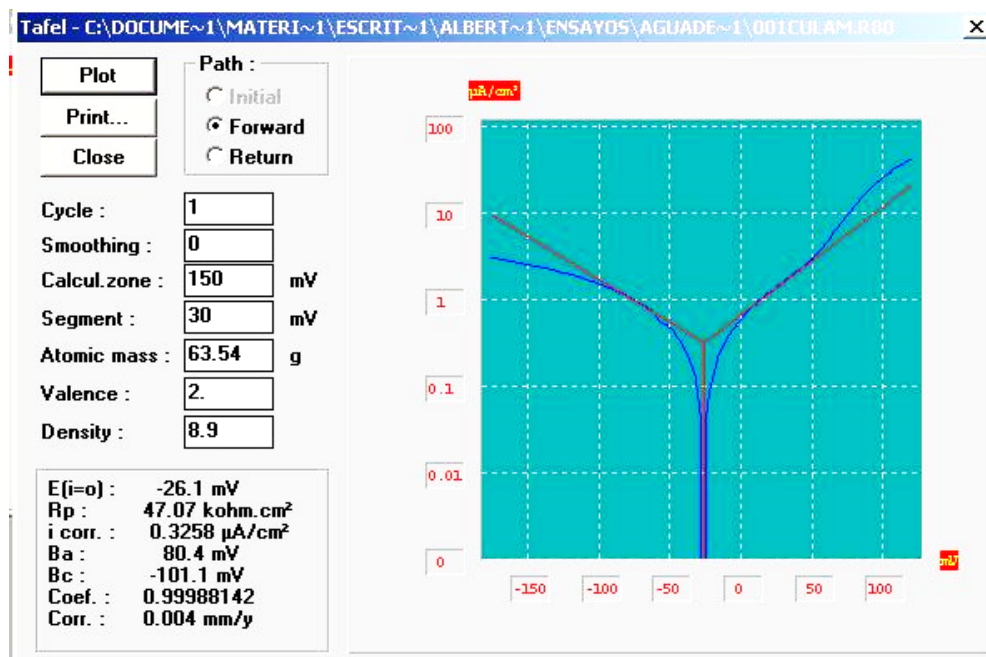 Tafel - C:\DOCUME~1\MATERI~1\ESCRIT~1\ALBERT~1\ENSAYOS\AGUADE~1\001CULAM.R80
Plot
Print...
Close
Path :
Initial
Forward
Return
Cycle : 1
Smoothing : 0
Calcul.zone : 150 mV
Segment : 30 mV
Atomic mass : 63.54 g
Valence : 2.
Density : 8.9
E(i=o) : -26.1 mV
Rp : 47.07 kohm.cm²
i corr. : 0.3258 µA/cm²
Ba : 80.4 mV
Bc : -101.1 mV
Coef. : 0.99988142
Corr. : 0.004 mm/y
µA/cm²
100
10
1
0.1
0.01
0
-150 -100 -50 0 50 100
mV